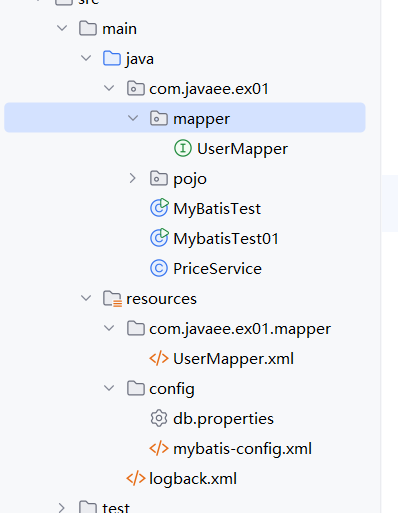 src
main
java
com.javaee.ex01
mapper
UserMapper
pojo
MyBatisTest
MybatisTest01
PriceService
resources
com.javaee.ex01.mapper
UserMapper.xml
config
db.properties
mybatis-config.xml
logback.xml
test